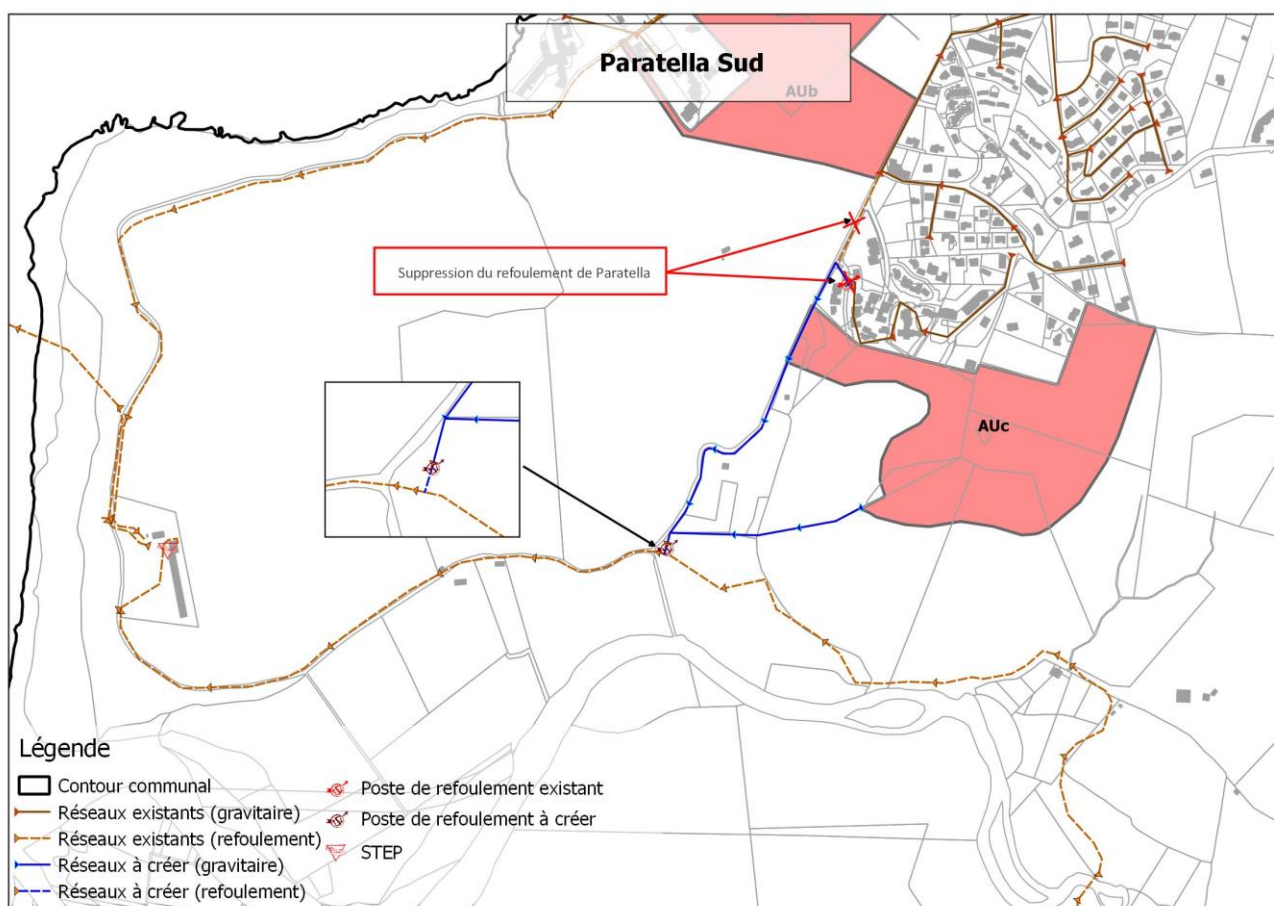 Paratella Sud
AUb
Suppression du refoulement de Paratella
AUc
Légende
Contour communal
Réseaux existants (gravitaire)
Réseaux existants (refoulement)
Réseaux à créer (gravitaire)
Réseaux à créer (refoulement)
Poste de refoulement existant
Poste de refoulement à créer
STEP